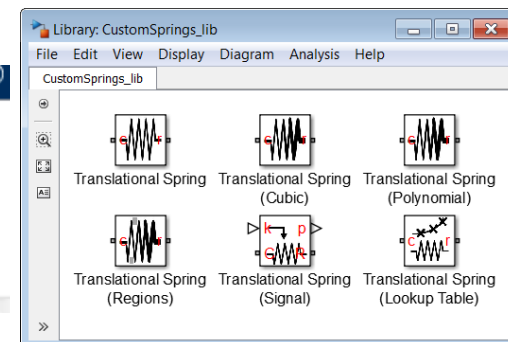 Library: CustomSprings_lib
File Edit View Display Diagram Analysis Help
CustomSprings_lib
c r c r c r
Translational Spring Translational Spring Translational Spring
(Cubic) (Polynomial)
c r k p c r
C R
Translational Spring Translational Spring Translational Spring
(Regions) (Signal) (Lookup Table)